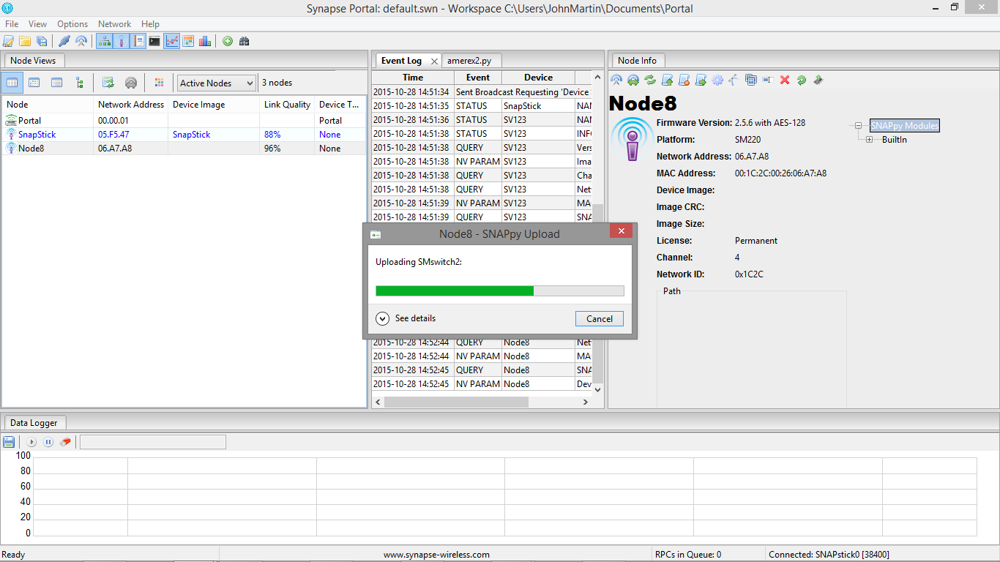 Synapse Portal: default.swn - Workspace C:\Users\JohnMartin\Documents\Portal
File View Options Network Help
Node Views
Active Nodes 3 nodes
Node Network Address Device Image Link Quality Device T...
Portal 00.00.01 Portal
SnapStick 05.F5.47 SnapStick 88% None
Node8 06.A7.A8 96% None
Event Log amerex2.py
Time Event Device
2015-10-28 14:51:34 Sent Broadcast Requesting 'Device
2015-10-28 14:51:35 STATUS SnapStick NAM
2015-10-28 14:51:36 STATUS SV123 NAM
2015-10-28 14:51:38 STATUS SV123 INFO
2015-10-28 14:51:38 QUERY SV123 Vers
2015-10-28 14:51:38 NV PARAM SV123 Ima
2015-10-28 14:51:38 QUERY SV123 Cha
2015-10-28 14:51:38 QUERY SV123 Net
2015-10-28 14:51:39 NV PARAM SV123 MA
2015-10-28 14:51:39 QUERY SV123 SNA
Node8 - SNAPpy Upload
Uploading SMswitch2:
See details Cancel
2015-10-28 14:52:44 QUERY Node8 Net
2015-10-28 14:52:44 NV PARAM Node8 MA
2015-10-28 14:52:45 QUERY Node8 SNA
2015-10-28 14:52:45 NV PARAM Node8 Dev
Node Info
Node8
Firmware Version: 2.5.6 with AES-128
Platform: SM220
Network Address: 06.A7.A8
MAC Address: 00:1C:2C:00:26:06:A7:A8
Device Image:
Image CRC:
Image Size:
License: Permanent
Channel: 4
Network ID: 0x1C2C
Path
SNAPpy Modules
BuiltIn
Data Logger
100
80
60
40
20
0
Ready www.synapse-wireless.com RPCs in Queue: 0 Connected: SNAPstick0 [38400]